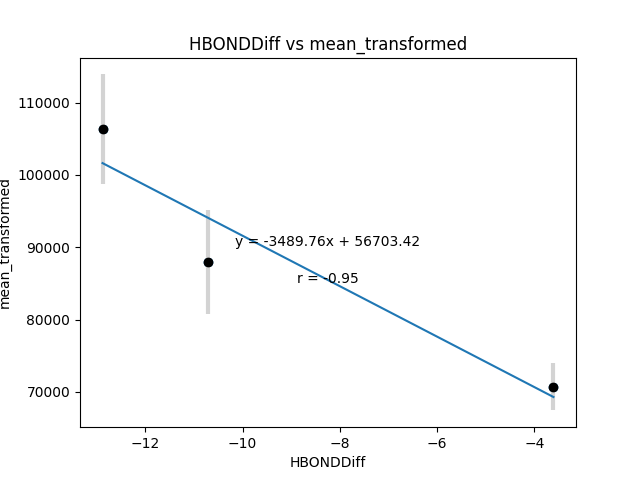 HBONDDiff vs mean_transformed
110000
100000
90000
80000
70000
mean_transformed
y = -3489.76x + 56703.42
r = -0.95
−12
−10
−8
−6
−4
HBONDDiff